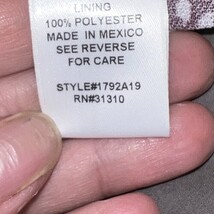 LINING
100% POLYESTER
MADE IN MEXICO
SEE REVERSE
FOR CARE
STYLE#1792A19
RN#31310